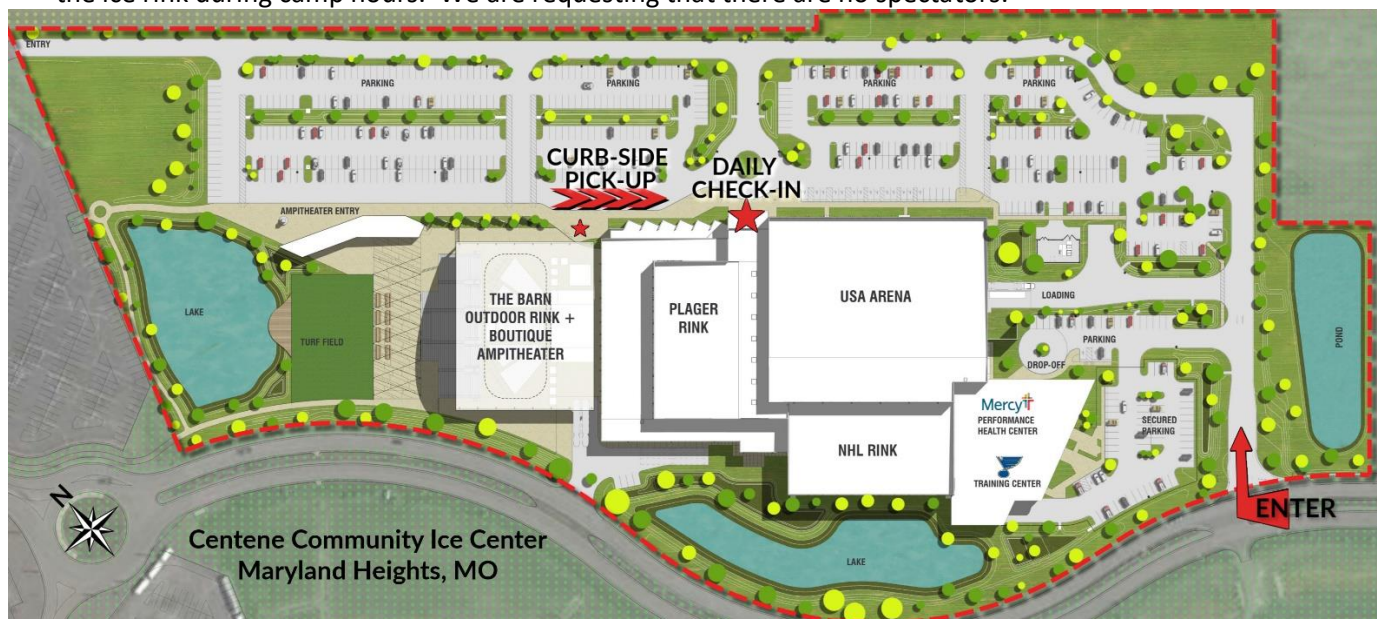 the ice rink during camp hours. We are requesting that there are no spectators.
ENTRY
PARKING
PARKING
PARKING
PARKING
CURB-SIDE
PICK-UP
DAILY
CHECK-IN
AMPITHEATER ENTRY
LAKE
TURF FIELD
THE BARN
OUTDOOR RINK +
BOUTIQUE
AMPITHEATER
PLAGER
RINK
USA ARENA
LOADING
PARKING
DROP-OFF
POND
Mercy
PERFORMANCE
HEALTH CENTER
TRAINING CENTER
SECURED
PARKING
NHL RINK
ENTER
N
Centene Community Ice Center
Maryland Heights, MO
LAKE